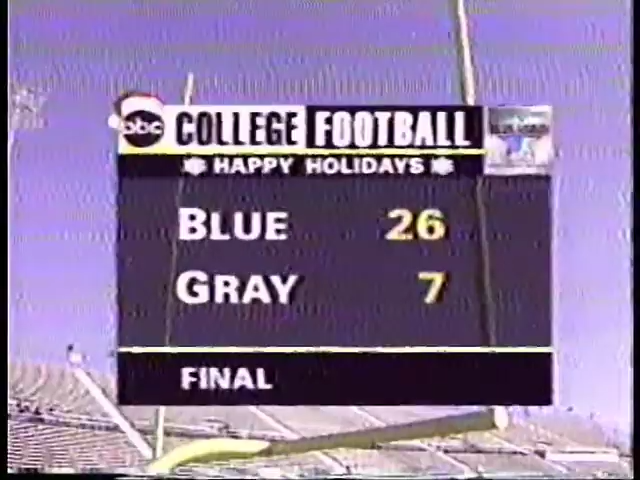 abc COLLEGE FOOTBALL
HAPPY HOLIDAYS
BLUE 26
GRAY 7
FINAL